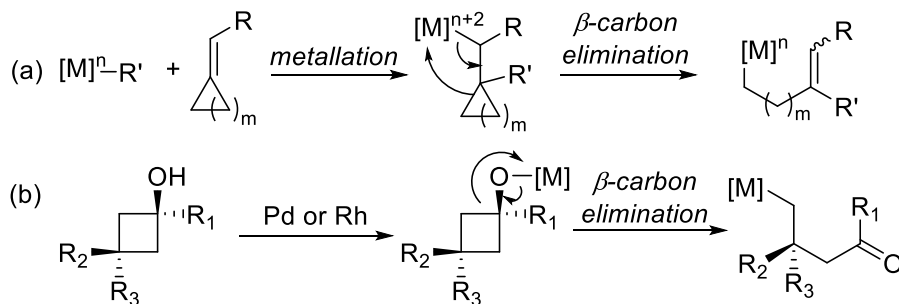 (a) [M]ⁿ–R' + R ( )m metallation [M]ⁿ⁺² R R' ( )m β-carbon elimination [M]ⁿ R ( )m R'
(b) OH R₁ R₂ R₃ Pd or Rh O–[M] R₁ R₂ R₃ β-carbon elimination [M] R₁ R₂ R₃ O